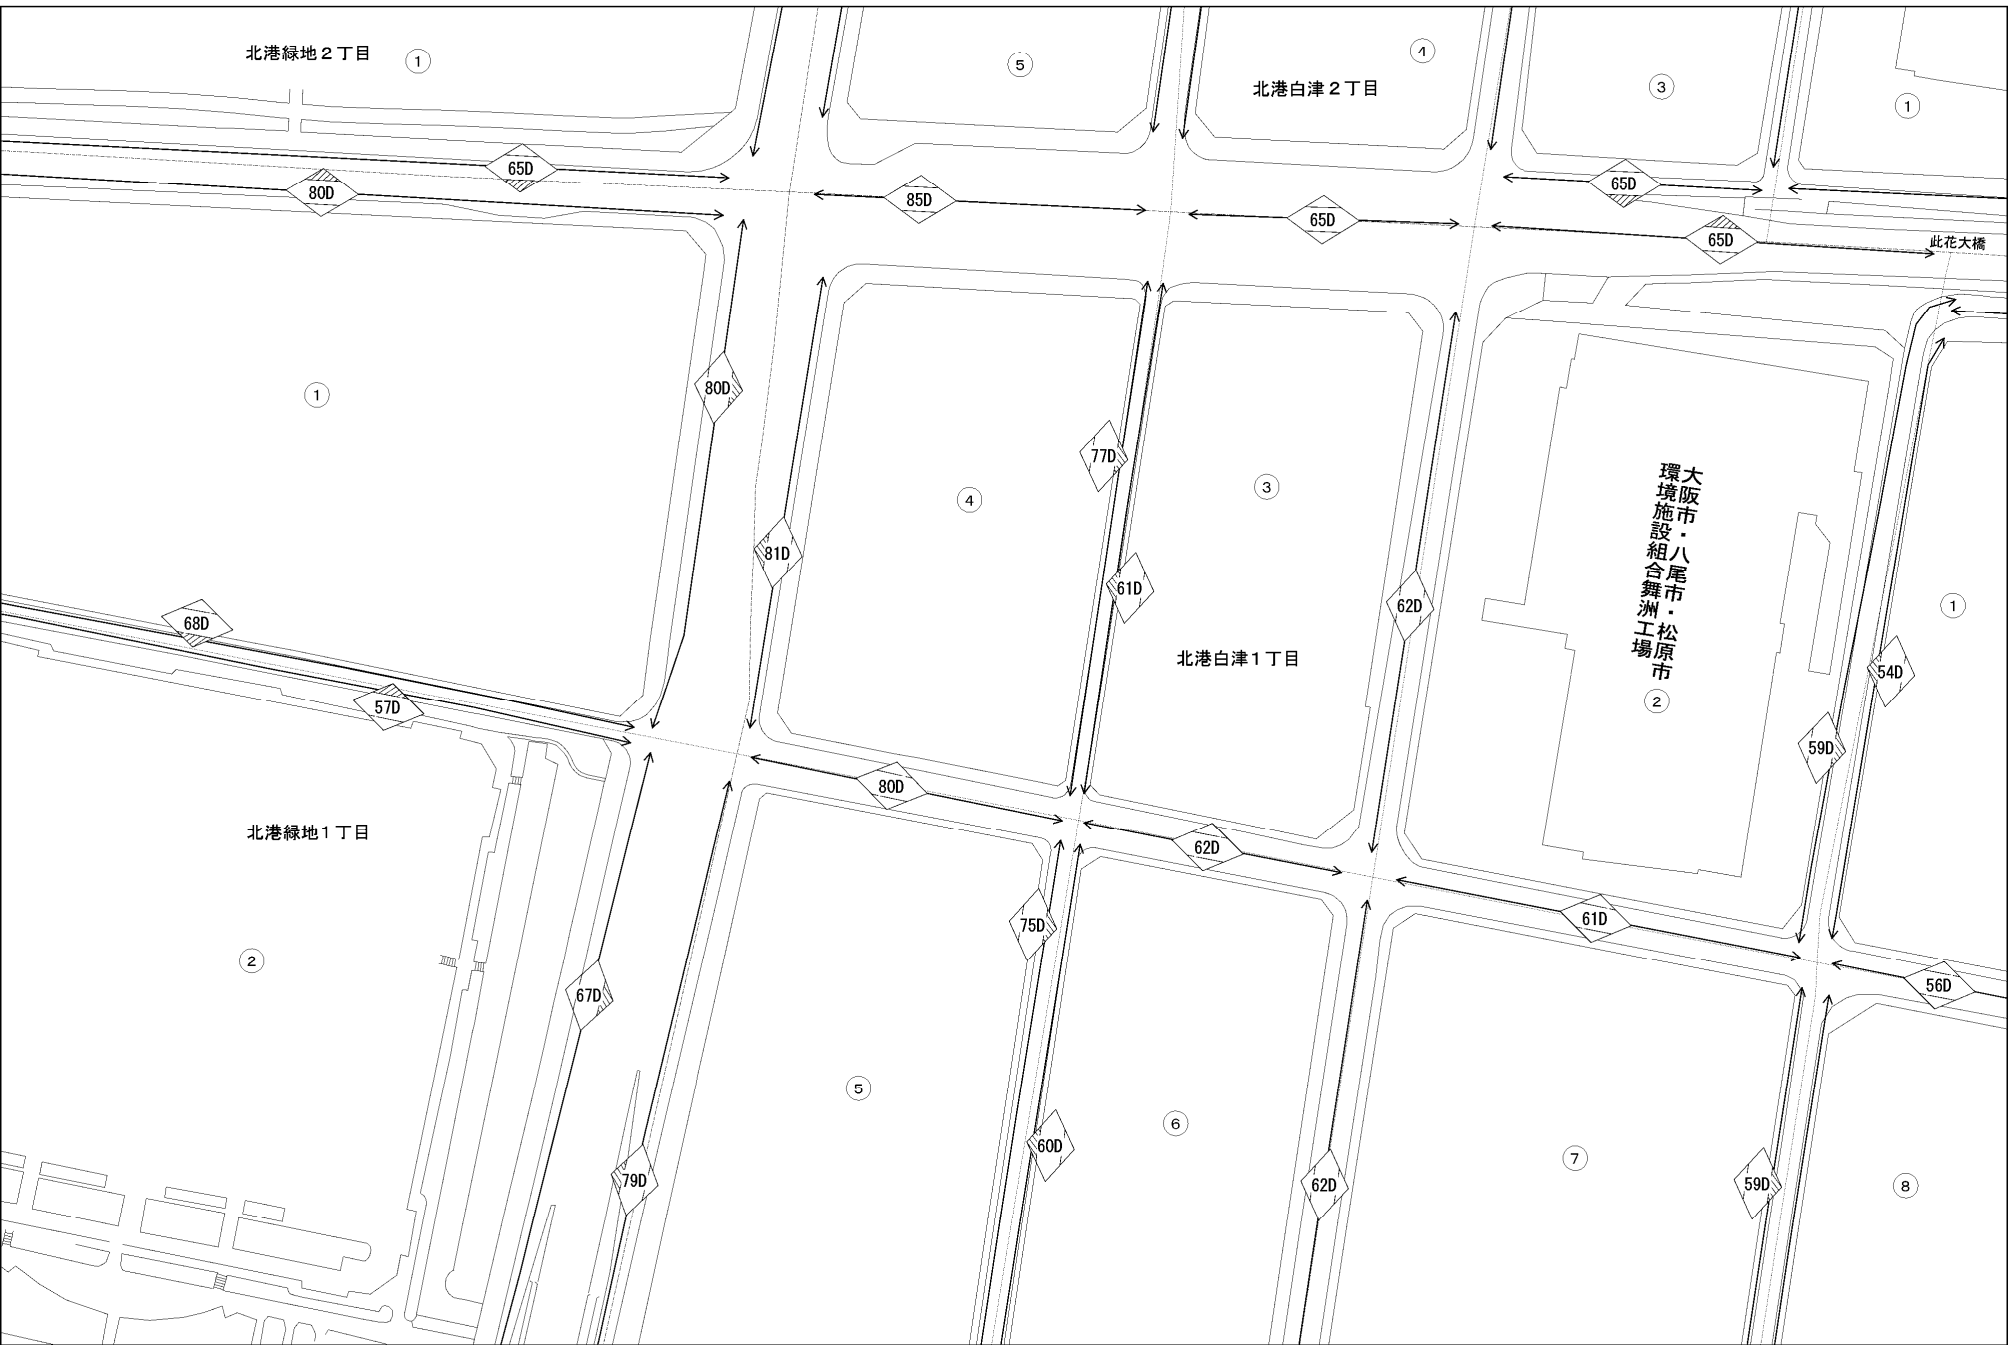 北港緑地２丁目
①
⑤
④
北港白津２丁目
③
①
65D
80D
85D
65D
65D
65D
此花大橋
①
80D
④
77D
③
大阪市・八尾市・松原市
環境施設組合舞洲工場
81D
61D
62D
①
68D
北港白津１丁目
54D
57D
②
59D
80D
北港緑地１丁目
62D
75D
61D
②
56D
67D
⑤
60D
⑥
⑦
79D
62D
59D
⑧